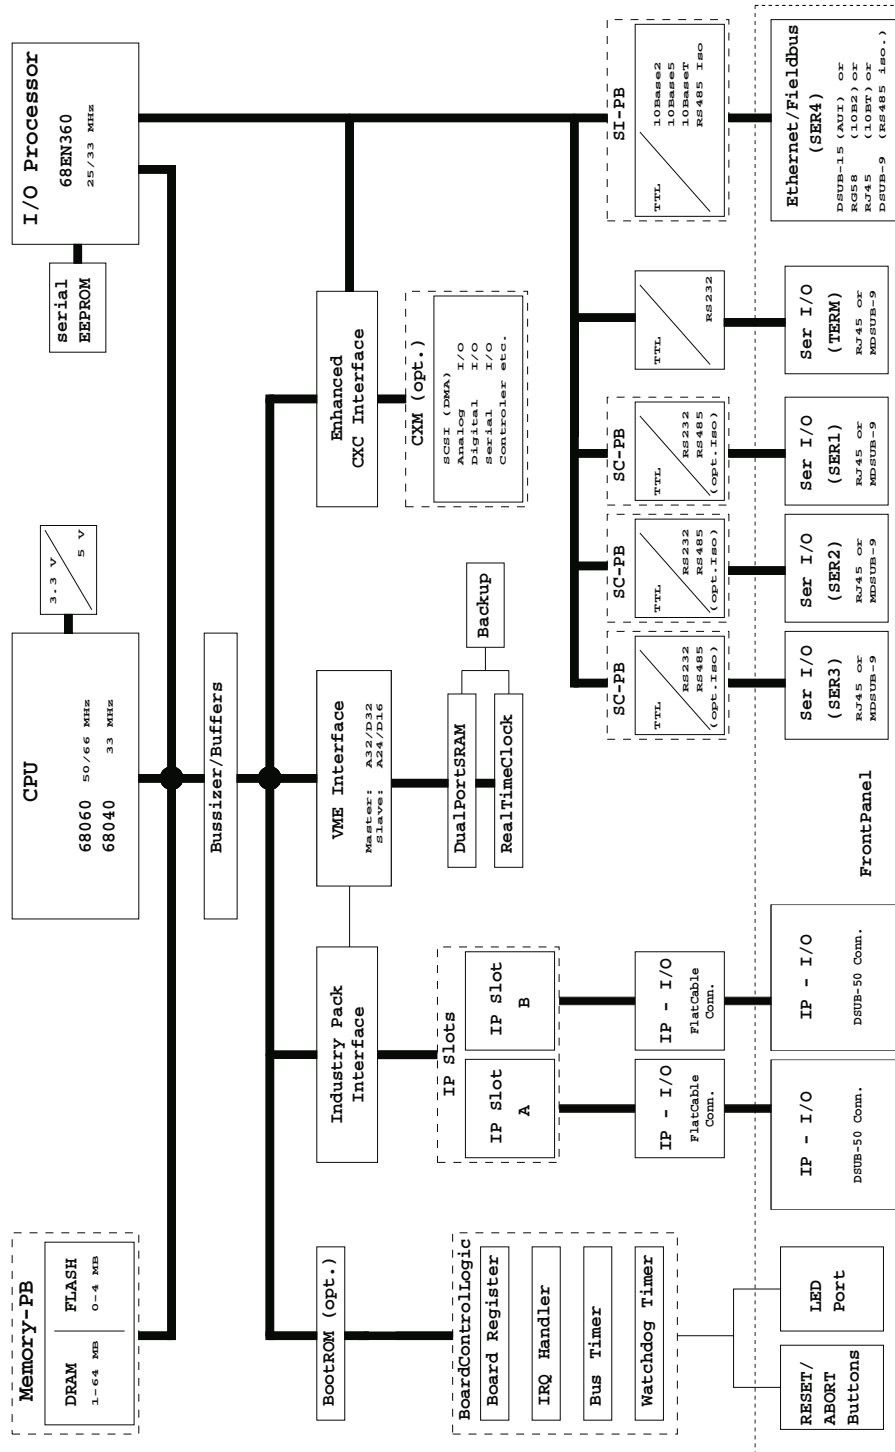 Memory-PB
DRAM
1-64 MB
FLASH
0-4 MB
CPU
68060 50/66 MHz
68040 33 MHz
3.3 V
5 V
I/O Processor
68EN360
25/33 MHz
serial
EEPROM
Bussizer/Buffers
BootROM (opt.)
Industry Pack
Interface
VME Interface
Master: A32/D32
Slave: A24/D16
Enhanced
CXC Interface
BoardControlLogic
Board Register
IRQ Handler
Bus Timer
Watchdog Timer
IP Slots
IP Slot
A
IP Slot
B
DualPortSRAM
RealTimeClock
Backup
CXM (opt.)
SCSI (DMA)
Analog I/O
Digital I/O
Serial I/O
Controler etc.
IP - I/O
FlatCable
Conn.
IP - I/O
FlatCable
Conn.
SC-PB
TTL
RS232
RS485
(opt.Iso)
SC-PB
TTL
RS232
RS485
(opt.Iso)
SC-PB
TTL
RS232
RS485
(opt.Iso)
TTL
RS232
SI-PB
TTL
10Base2
10Base5
10BaseT
RS485 Iso
RESET/
ABORT
Buttons
LED
Port
IP - I/O
DSUB-50 Conn.
IP - I/O
DSUB-50 Conn.
FrontPanel
Ser I/O
(SER3)
RJ45 or
MDSUB-9
Ser I/O
(SER2)
RJ45 or
MDSUB-9
Ser I/O
(SER1)
RJ45 or
MDSUB-9
Ser I/O
(TERM)
RJ45 or
MDSUB-9
Ethernet/Fieldbus
(SER4)
DSUB-15 (AUI) or
RG58 (10B2) or
RJ45 (10BT) or
DSUB-9 (RS485 iso.)